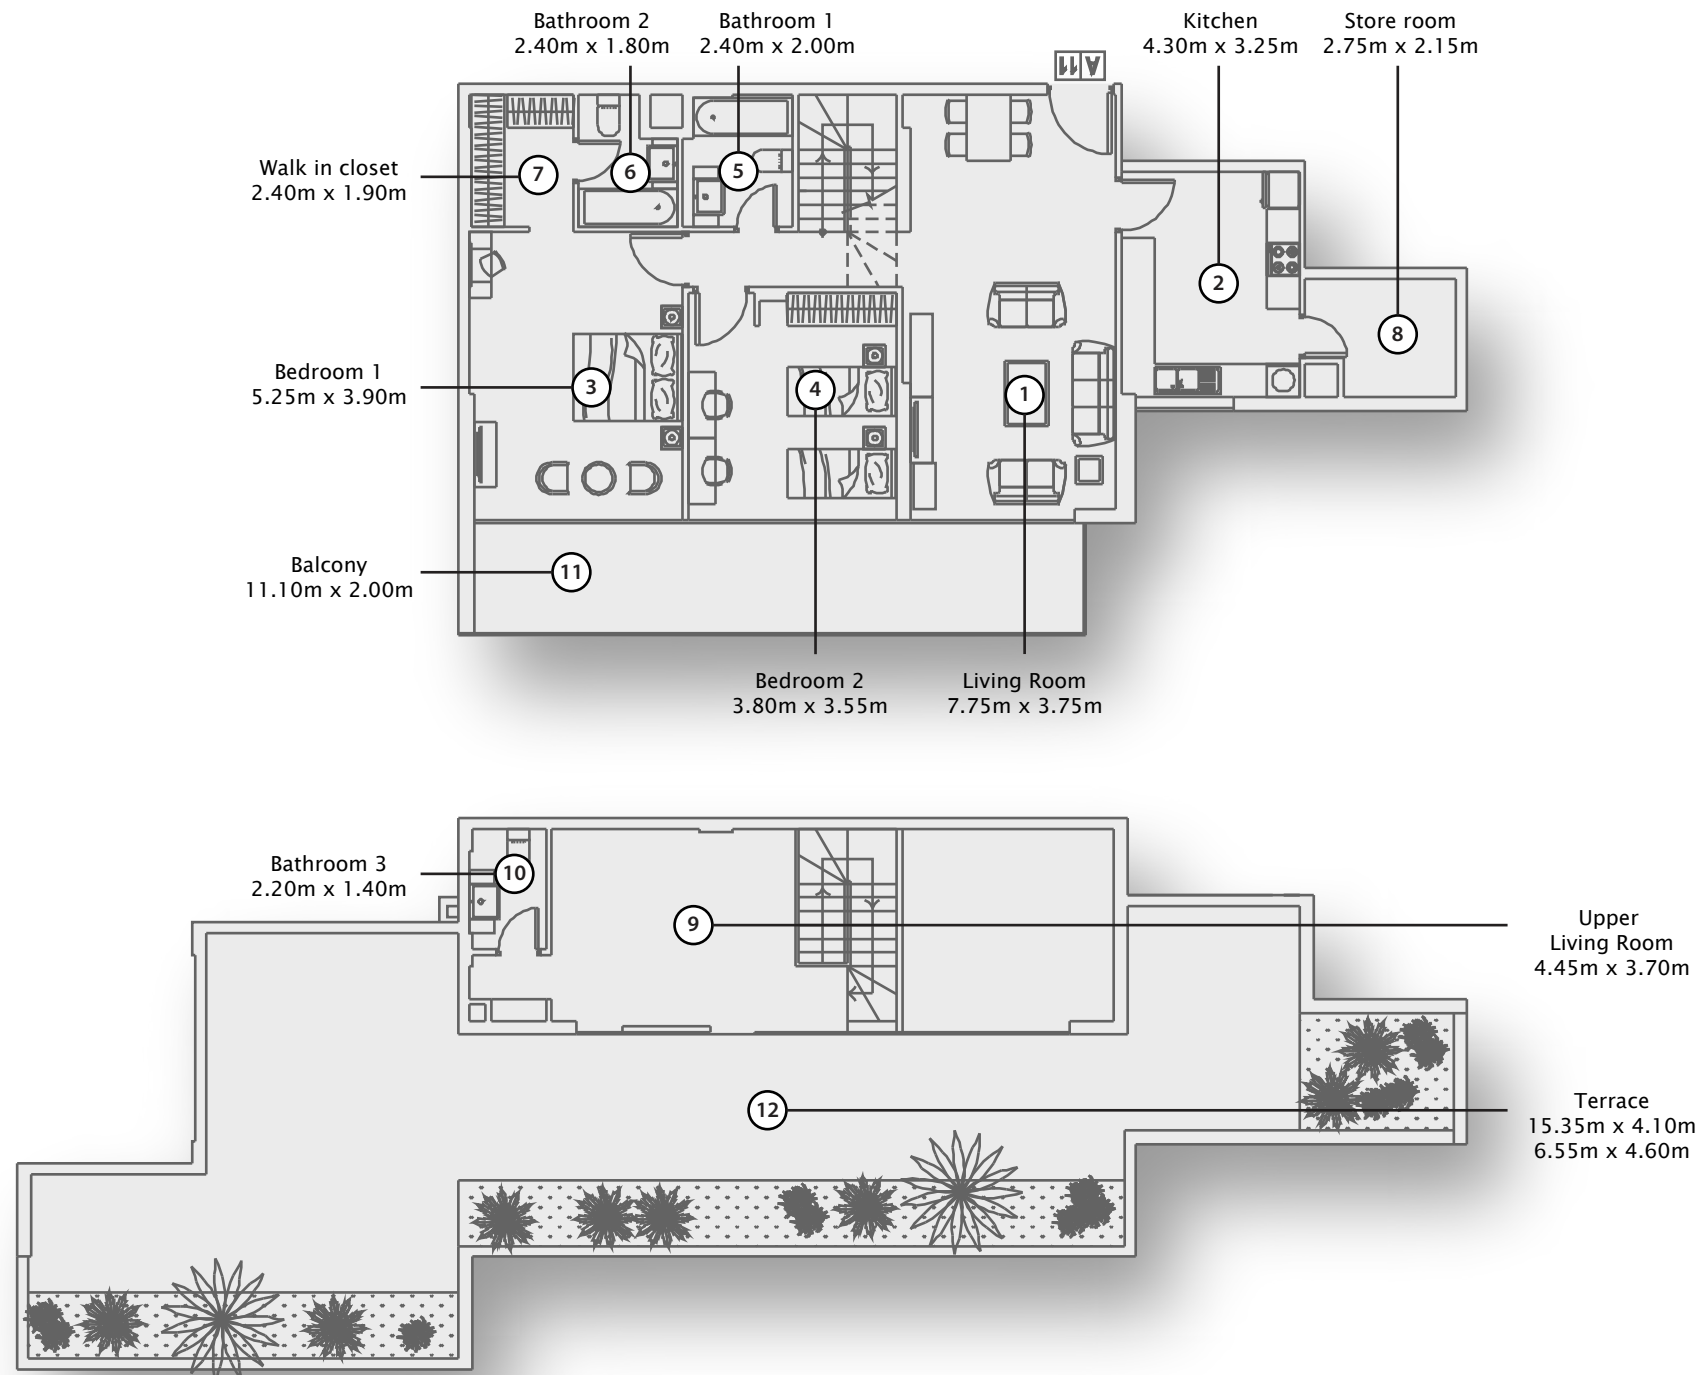 Bathroom 2
2.40m x 1.80m
Bathroom 1
2.40m x 2.00m
Kitchen
4.30m x 3.25m
Store room
2.75m x 2.15m
A 11
Walk in closet
2.40m x 1.90m
7
6
5
2
8
Bedroom 1
5.25m x 3.90m
3
4
1
Balcony
11.10m x 2.00m
11
Bedroom 2
3.80m x 3.55m
Living Room
7.75m x 3.75m
Bathroom 3
2.20m x 1.40m
10
9
Upper
Living Room
4.45m x 3.70m
12
Terrace
15.35m x 4.10m
6.55m x 4.60m